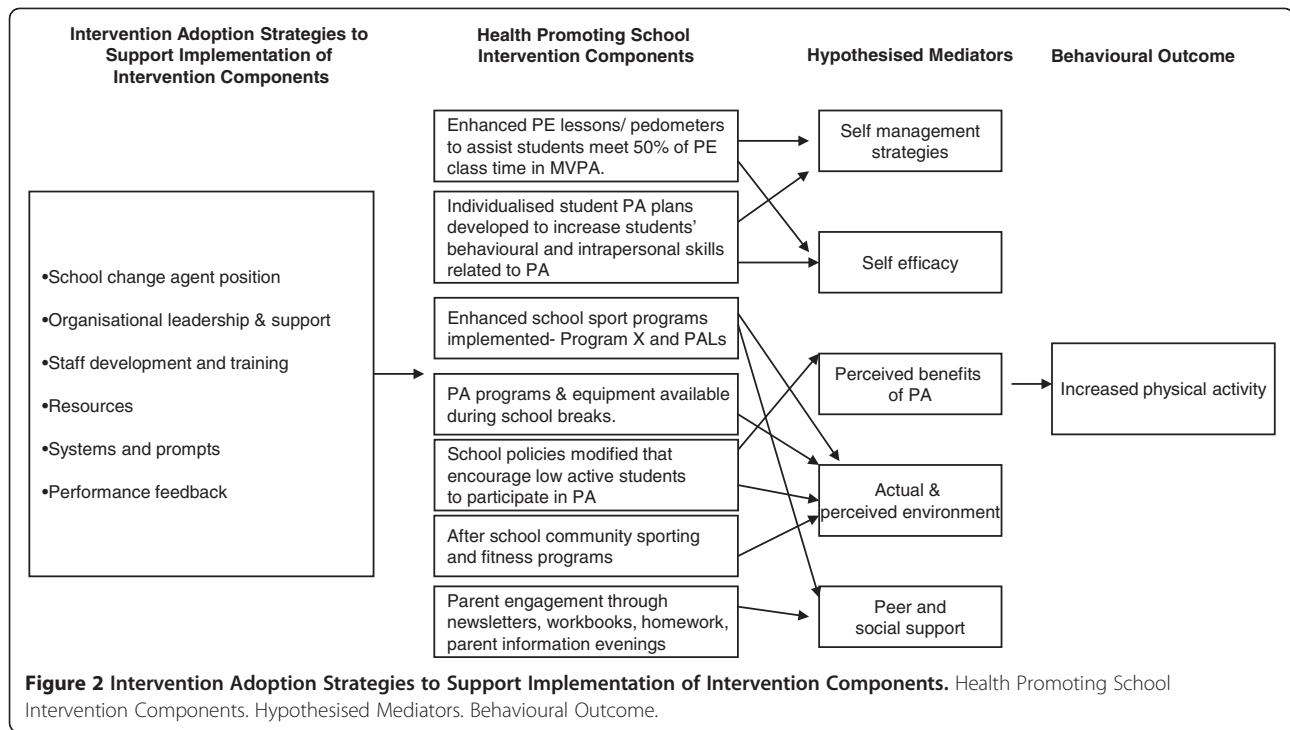 Intervention Adoption Strategies to
Support Implementation of
Intervention Components
•School change agent position
•Organisational leadership & support
•Staff development and training
•Resources
•Systems and prompts
•Performance feedback
Health Promoting School
Intervention Components
Enhanced PE lessons/ pedometers
to assist students meet 50% of PE
class time in MVPA.
Individualised student PA plans
developed to increase students’
behavioural and intrapersonal skills
related to PA
Enhanced school sport programs
implemented- Program X and PALs
PA programs & equipment available
during school breaks.
School policies modified that
encourage low active students
to participate in PA
After school community sporting
and fitness programs
Parent engagement through
newsletters, workbooks, homework,
parent information evenings
Hypothesised Mediators
Self management
strategies
Self efficacy
Perceived benefits
of PA
Actual &
perceived environment
Peer and
social support
Behavioural Outcome
Increased physical activity
Figure 2 Intervention Adoption Strategies to Support Implementation of Intervention Components. Health Promoting School
Intervention Components. Hypothesised Mediators. Behavioural Outcome.